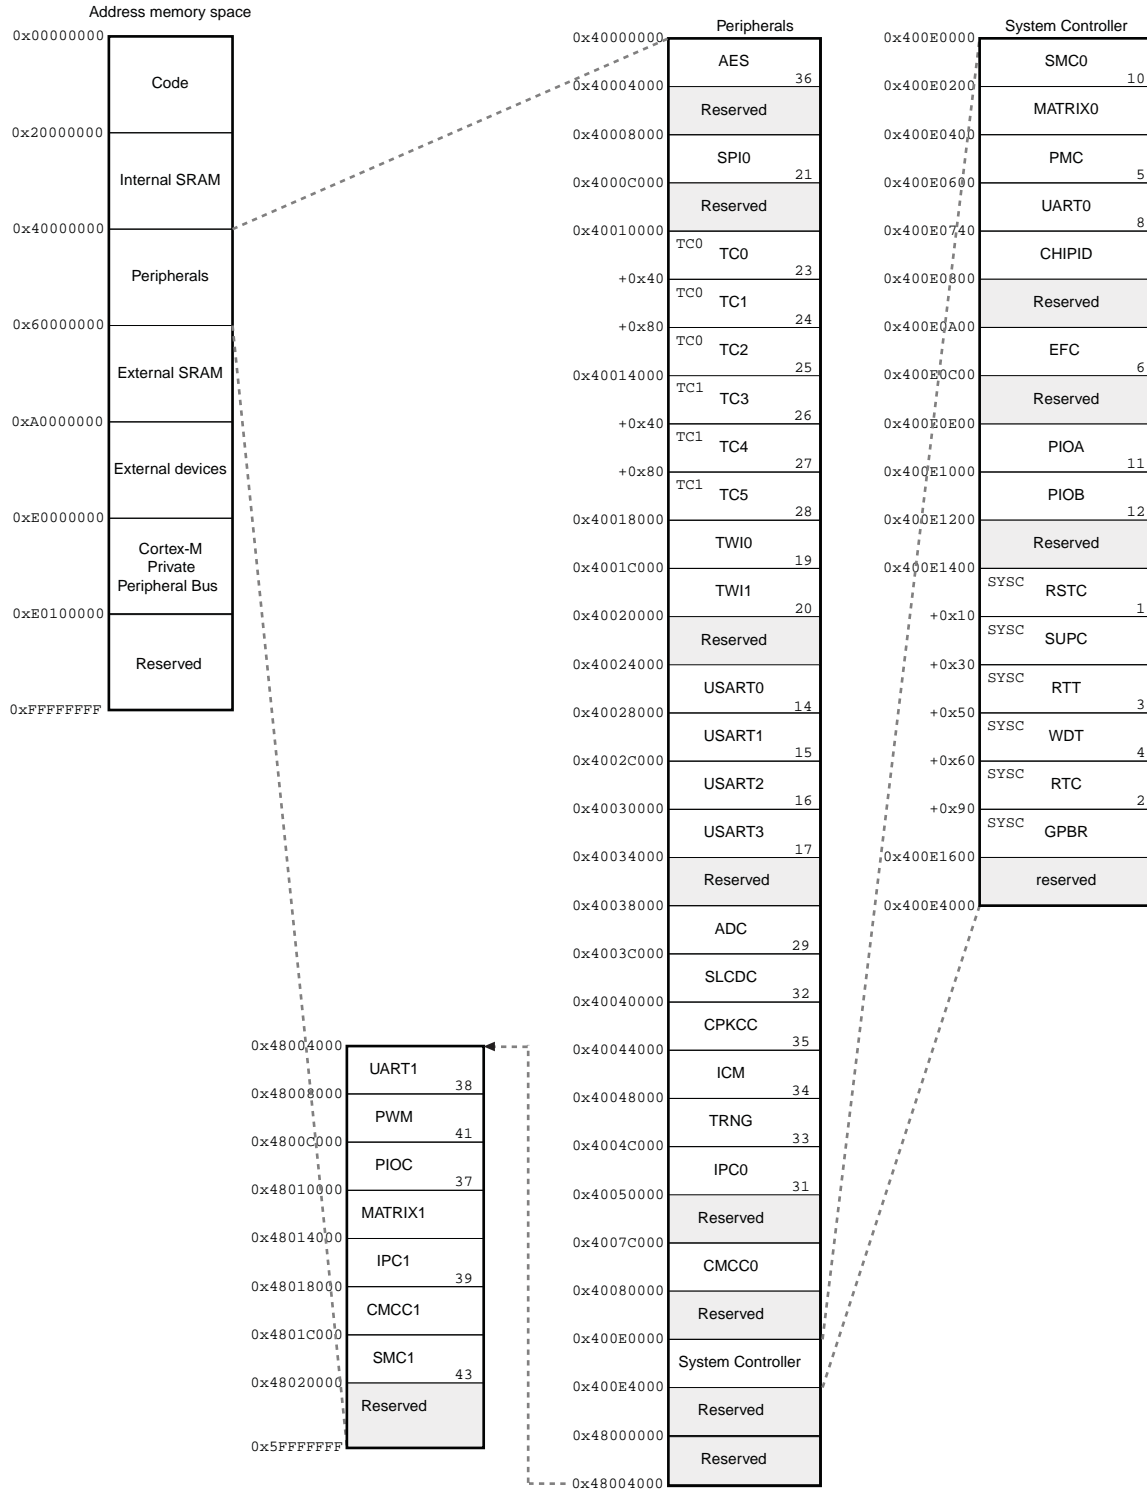 Address memory space
0x00000000
Code
0x20000000
Internal SRAM
0x40000000
Peripherals
0x60000000
External SRAM
0xA0000000
External devices
0xE0000000
Cortex-M
Private
Peripheral Bus
0xE0100000
Reserved
0xFFFFFFFF
0x48004000
UART1
38
0x48008000
PWM
41
0x4800C000
PIOC
37
0x48010000
MATRIX1
0x48014000
IPC1
39
0x48018000
CMCC1
0x4801C000
SMC1
43
0x48020000
Reserved
0x5FFFFFFF
Peripherals
0x40000000
AES
36
0x40004000
Reserved
0x40008000
SPI0
21
0x4000C000
Reserved
0x40010000
TC0
TC0
23
+0x40
TC0
TC1
24
+0x80
TC0
TC2
25
0x40014000
TC1
TC3
26
+0x40
TC1
TC4
27
+0x80
TC1
TC5
28
0x40018000
TWI0
19
0x4001C000
TWI1
20
0x40020000
Reserved
0x40024000
USART0
14
0x40028000
USART1
15
0x4002C000
USART2
16
0x40030000
USART3
17
0x40034000
Reserved
0x40038000
ADC
29
0x4003C000
SLCDC
32
0x40040000
CPKCC
35
0x40044000
ICM
34
0x40048000
TRNG
33
0x4004C000
IPC0
31
0x40050000
Reserved
0x4007C000
CMCC0
0x40080000
Reserved
0x400E0000
System Controller
0x400E4000
Reserved
0x48000000
Reserved
0x48004000
System Controller
0x400E0000
SMC0
10
0x400E0200
MATRIX0
0x400E0400
PMC
5
0x400E0600
UART0
8
0x400E0740
CHIPID
0x400E0800
Reserved
0x400E0A00
EFC
6
0x400E0C00
Reserved
0x400E0E00
PIOA
11
0x400E1000
PIOB
12
0x400E1200
Reserved
0x400E1400
SYSC
RSTC
1
+0x10
SYSC
SUPC
+0x30
SYSC
RTT
3
+0x50
SYSC
WDT
4
+0x60
SYSC
RTC
2
+0x90
SYSC
GPBR
0x400E1600
reserved
0x400E4000